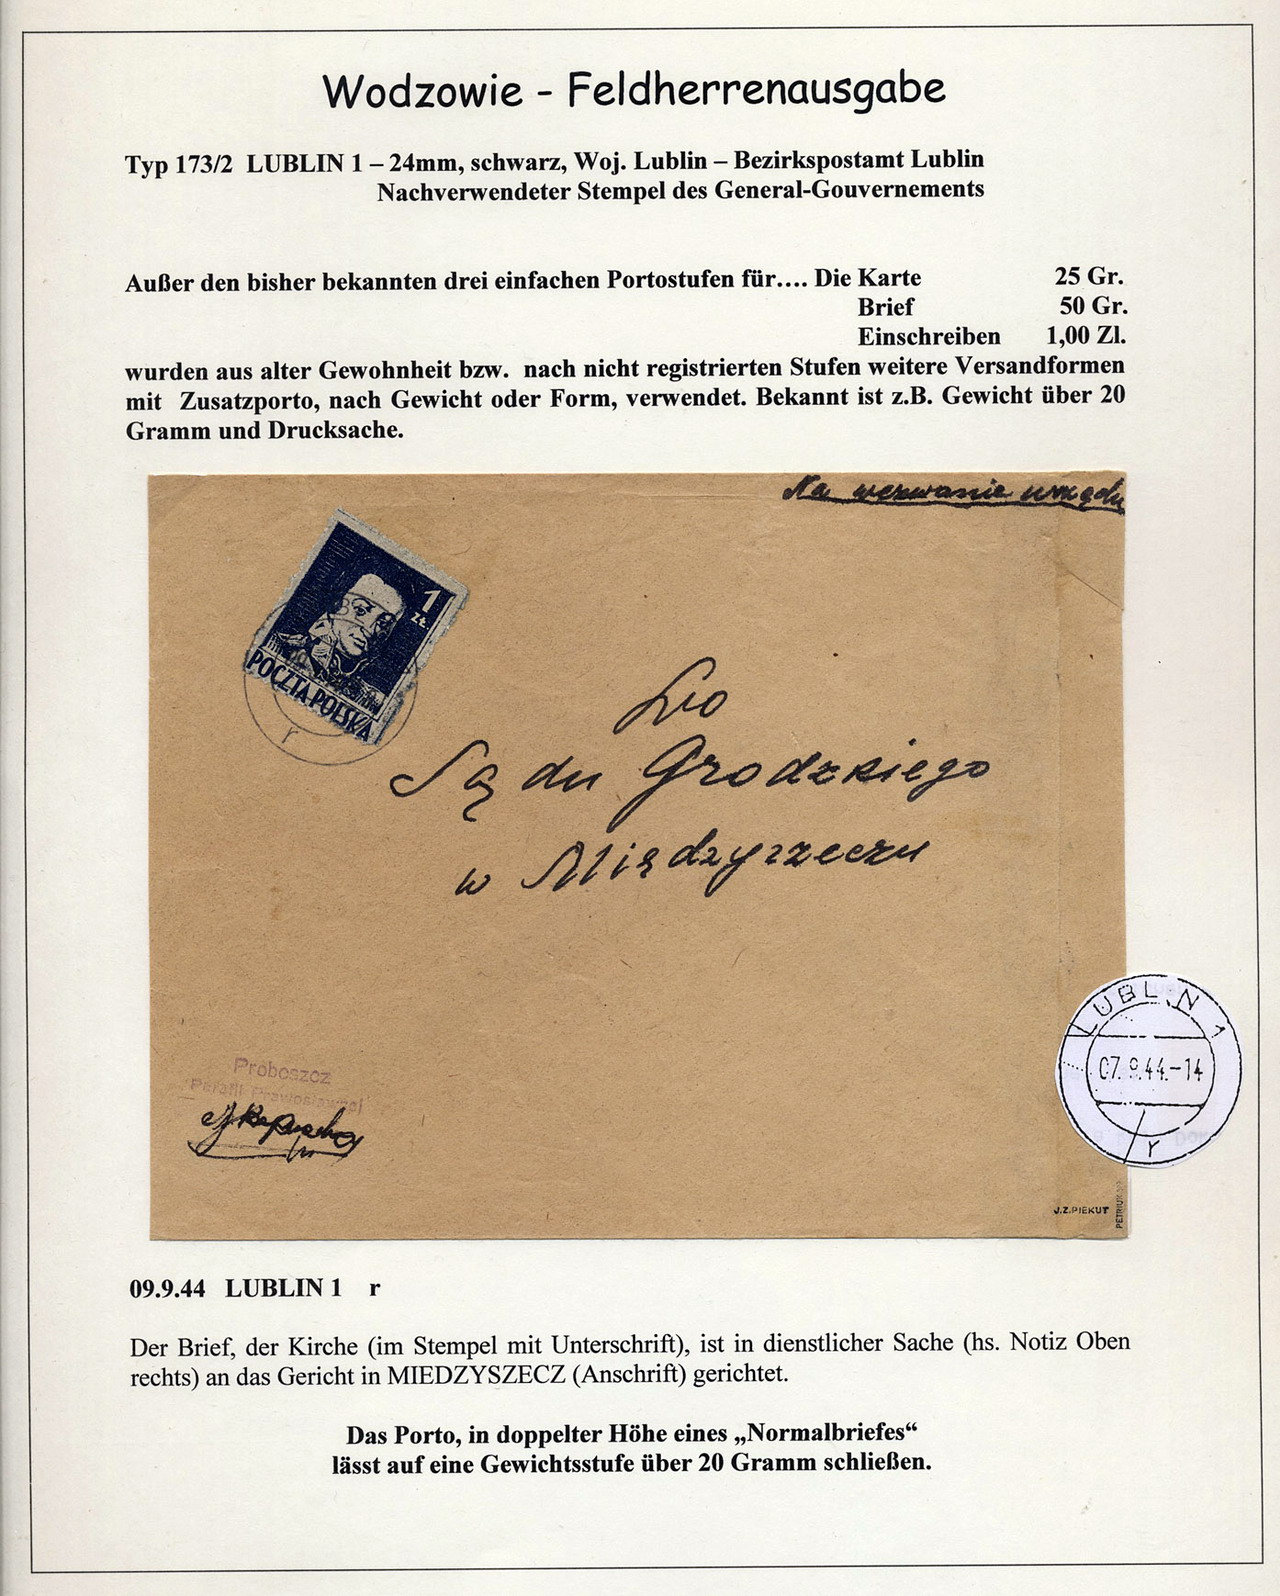 Wodzowie - Feldherrenausgabe
Typ 173/2 LUBLIN 1 – 24mm, schwarz, Woj. Lublin – Bezirkspostamt Lublin
Nachverwendeter Stempel des General-Gouvernements
Außer den bisher bekannten drei einfachen Portostufen für.... Die Karte 25 Gr.
Brief 50 Gr.
Einschreiben 1,00 Zl.
wurden aus alter Gewohnheit bzw. nach nicht registrierten Stufen weitere Versandformen
mit Zusatzporto, nach Gewicht oder Form, verwendet. Bekannt ist z.B. Gewicht über 20
Gramm und Drucksache.
Na wezwanie urzędu
1
ZŁ
POCZTA POLSKA
r
Do
Sądu Grodzkiego
w Międzyrzeczu
LUBLIN 1
07.9.44.-14
r
Proboszcz
Parafii Prawosławnej
J.Z.PIEKUT
09.9.44 LUBLIN 1 r
Der Brief, der Kirche (im Stempel mit Unterschrift), ist in dienstlicher Sache (hs. Notiz Oben
rechts) an das Gericht in MIEDZYSZECZ (Anschrift) gerichtet.
Das Porto, in doppelter Höhe eines „Normalbriefes“
lässt auf eine Gewichtsstufe über 20 Gramm schließen.